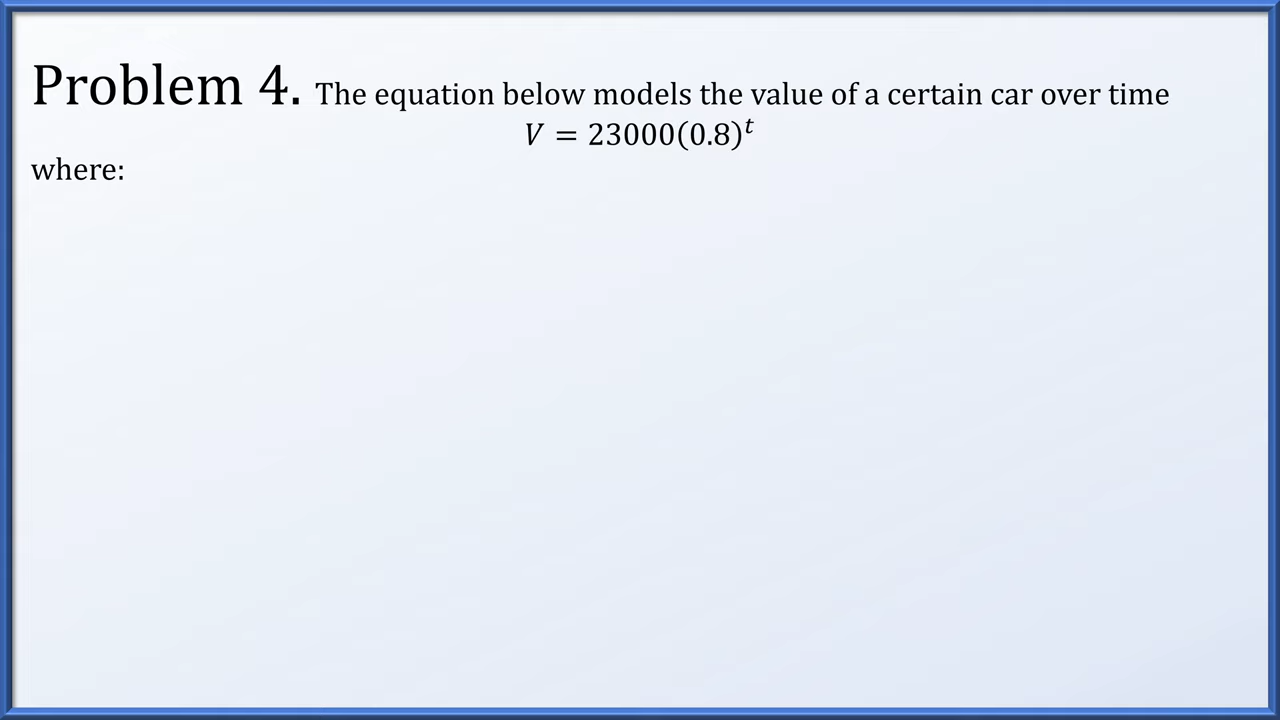 Problem 4. The equation below models the value of a certain car over time
V = 23000(0.8)^t
where: